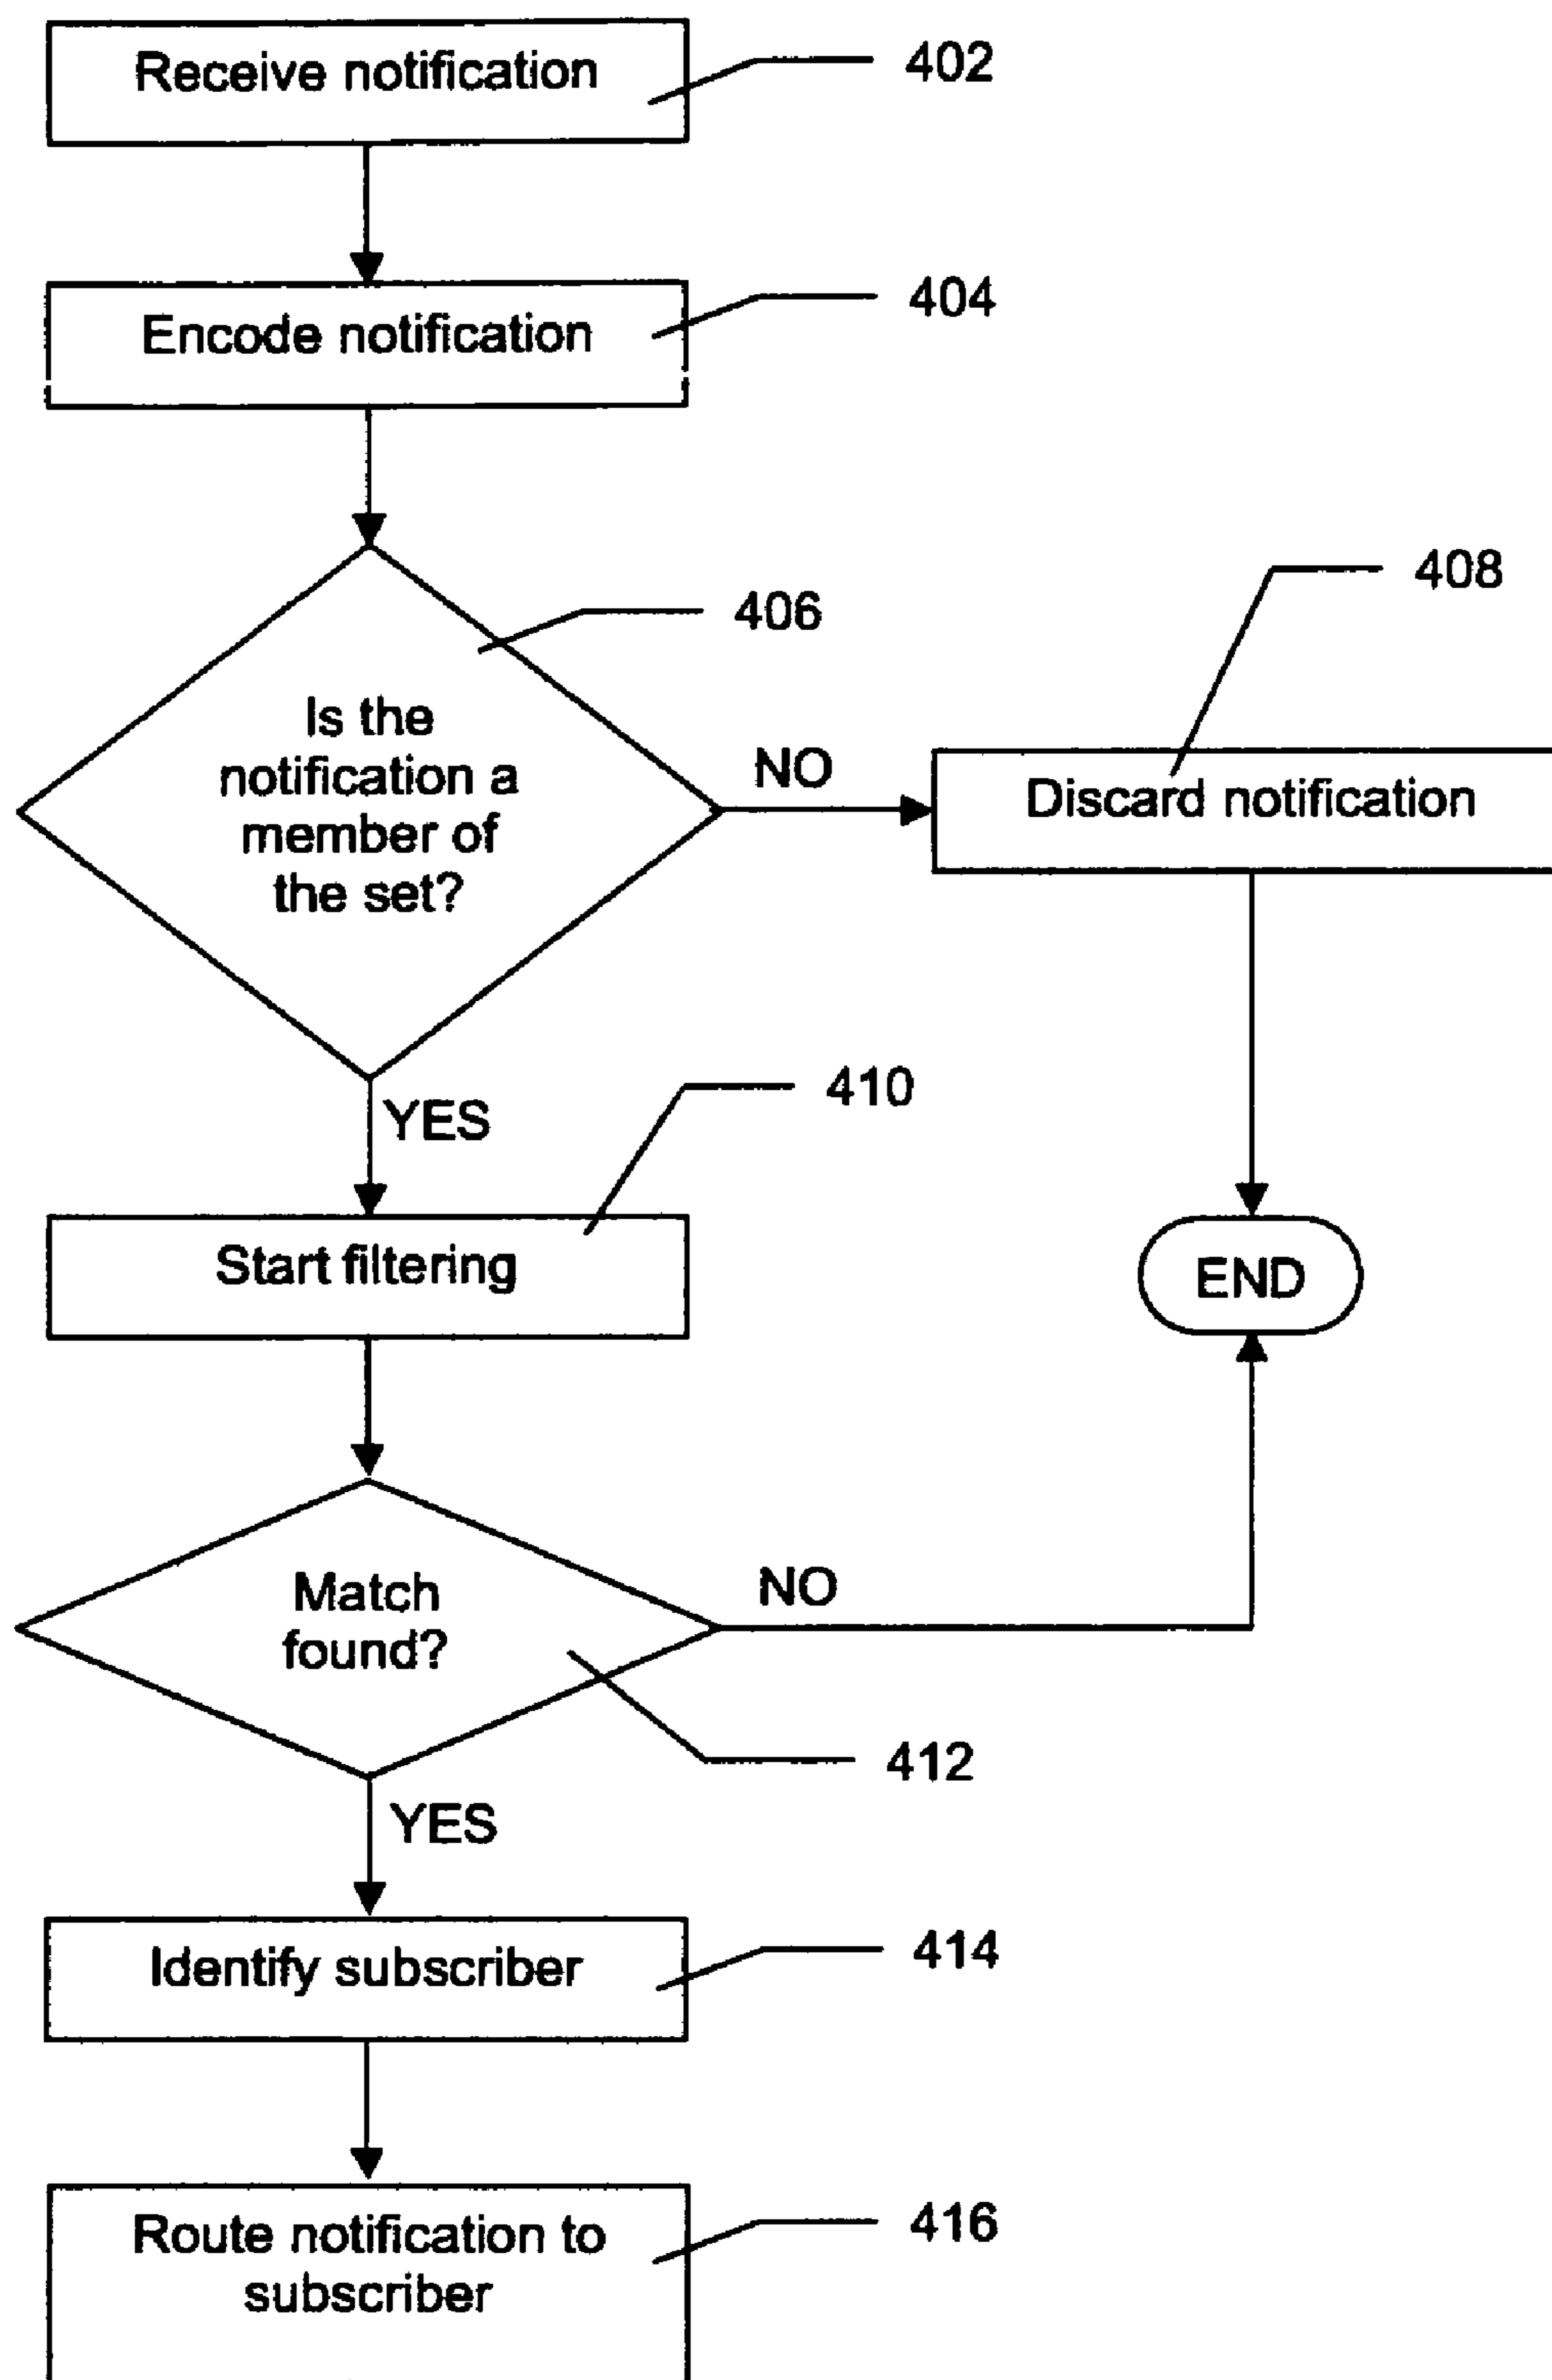 Receive notification
402
Encode notification
404
406
Is the
notification a
member of
the set?
NO
408
Discard notification
YES
410
Start filtering
END
Match
found?
NO
412
YES
Identify subscriber
414
Route notification to
subscriber
416